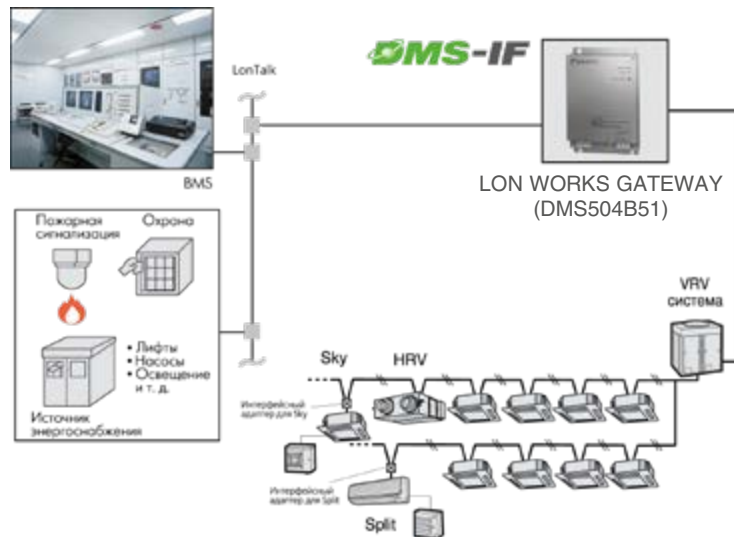 LonTalk
DMS-IF
BMS
LON WORKS GATEWAY
(DMS504B51)
Пожарная
сигнализация
Охрана
• Лифты
• Насосы
• Освещение
и т. д.
Источник
энергоснабжения
VRV
система
Sky
HRV
Интерфейсный
адаптер для Sky
Интерфейсный
адаптер для Split
Split